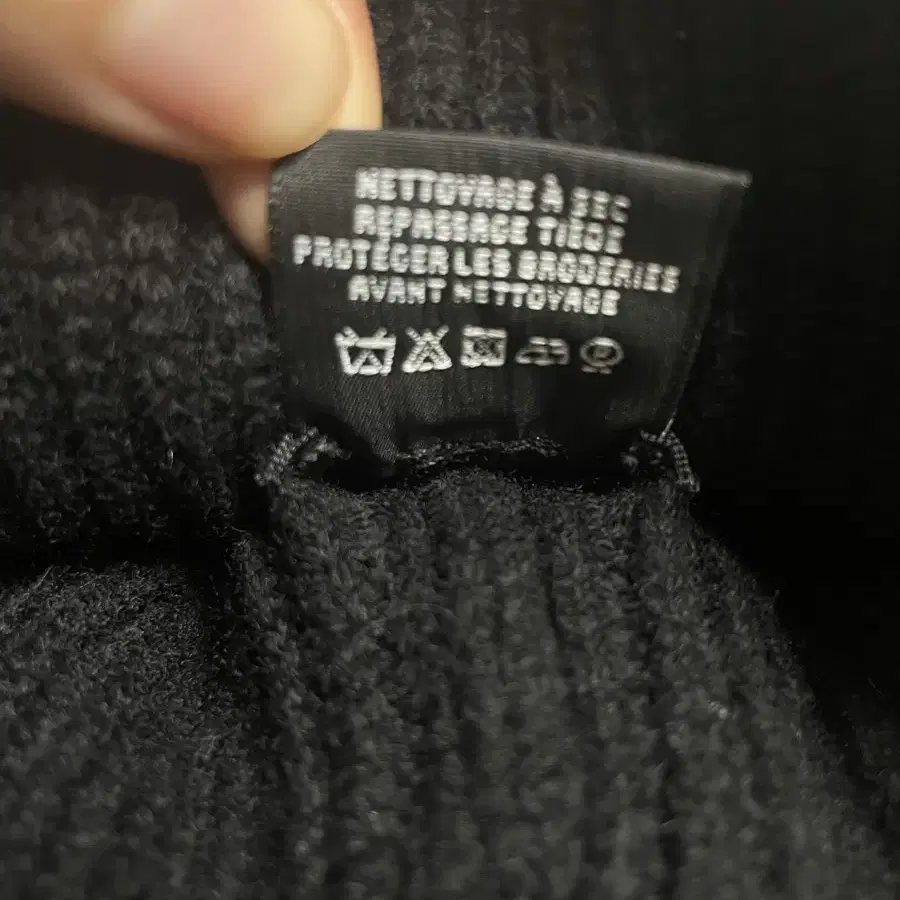 NETTOYAGE À SEC
REPASSAGE TIÈDE
PROTÉGER LES BRODERIES
AVANT NETTOYAGE